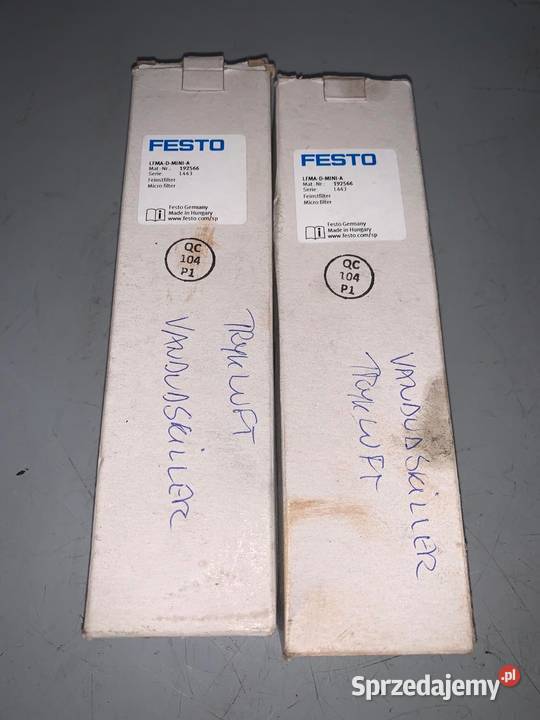 FESTO
LFMA-D-MINI-A
Mat.-Nr.: 192566
Serie: L443
Feinstfilter
Micro filter
Festo Germany
Made in Hungary
www.festo.com/sp
QC
104
P1
TRYKLUFT
VANDUDSKILLER
FESTO
LFMA-D-MINI-A
Mat.-Nr.: 192566
Serie: L443
Feinstfilter
Micro filter
Festo Germany
Made in Hungary
www.festo.com/sp
QC
104
P1
VANDUDSKILLER
TRYKLUFT
Sprzedajemy.pl